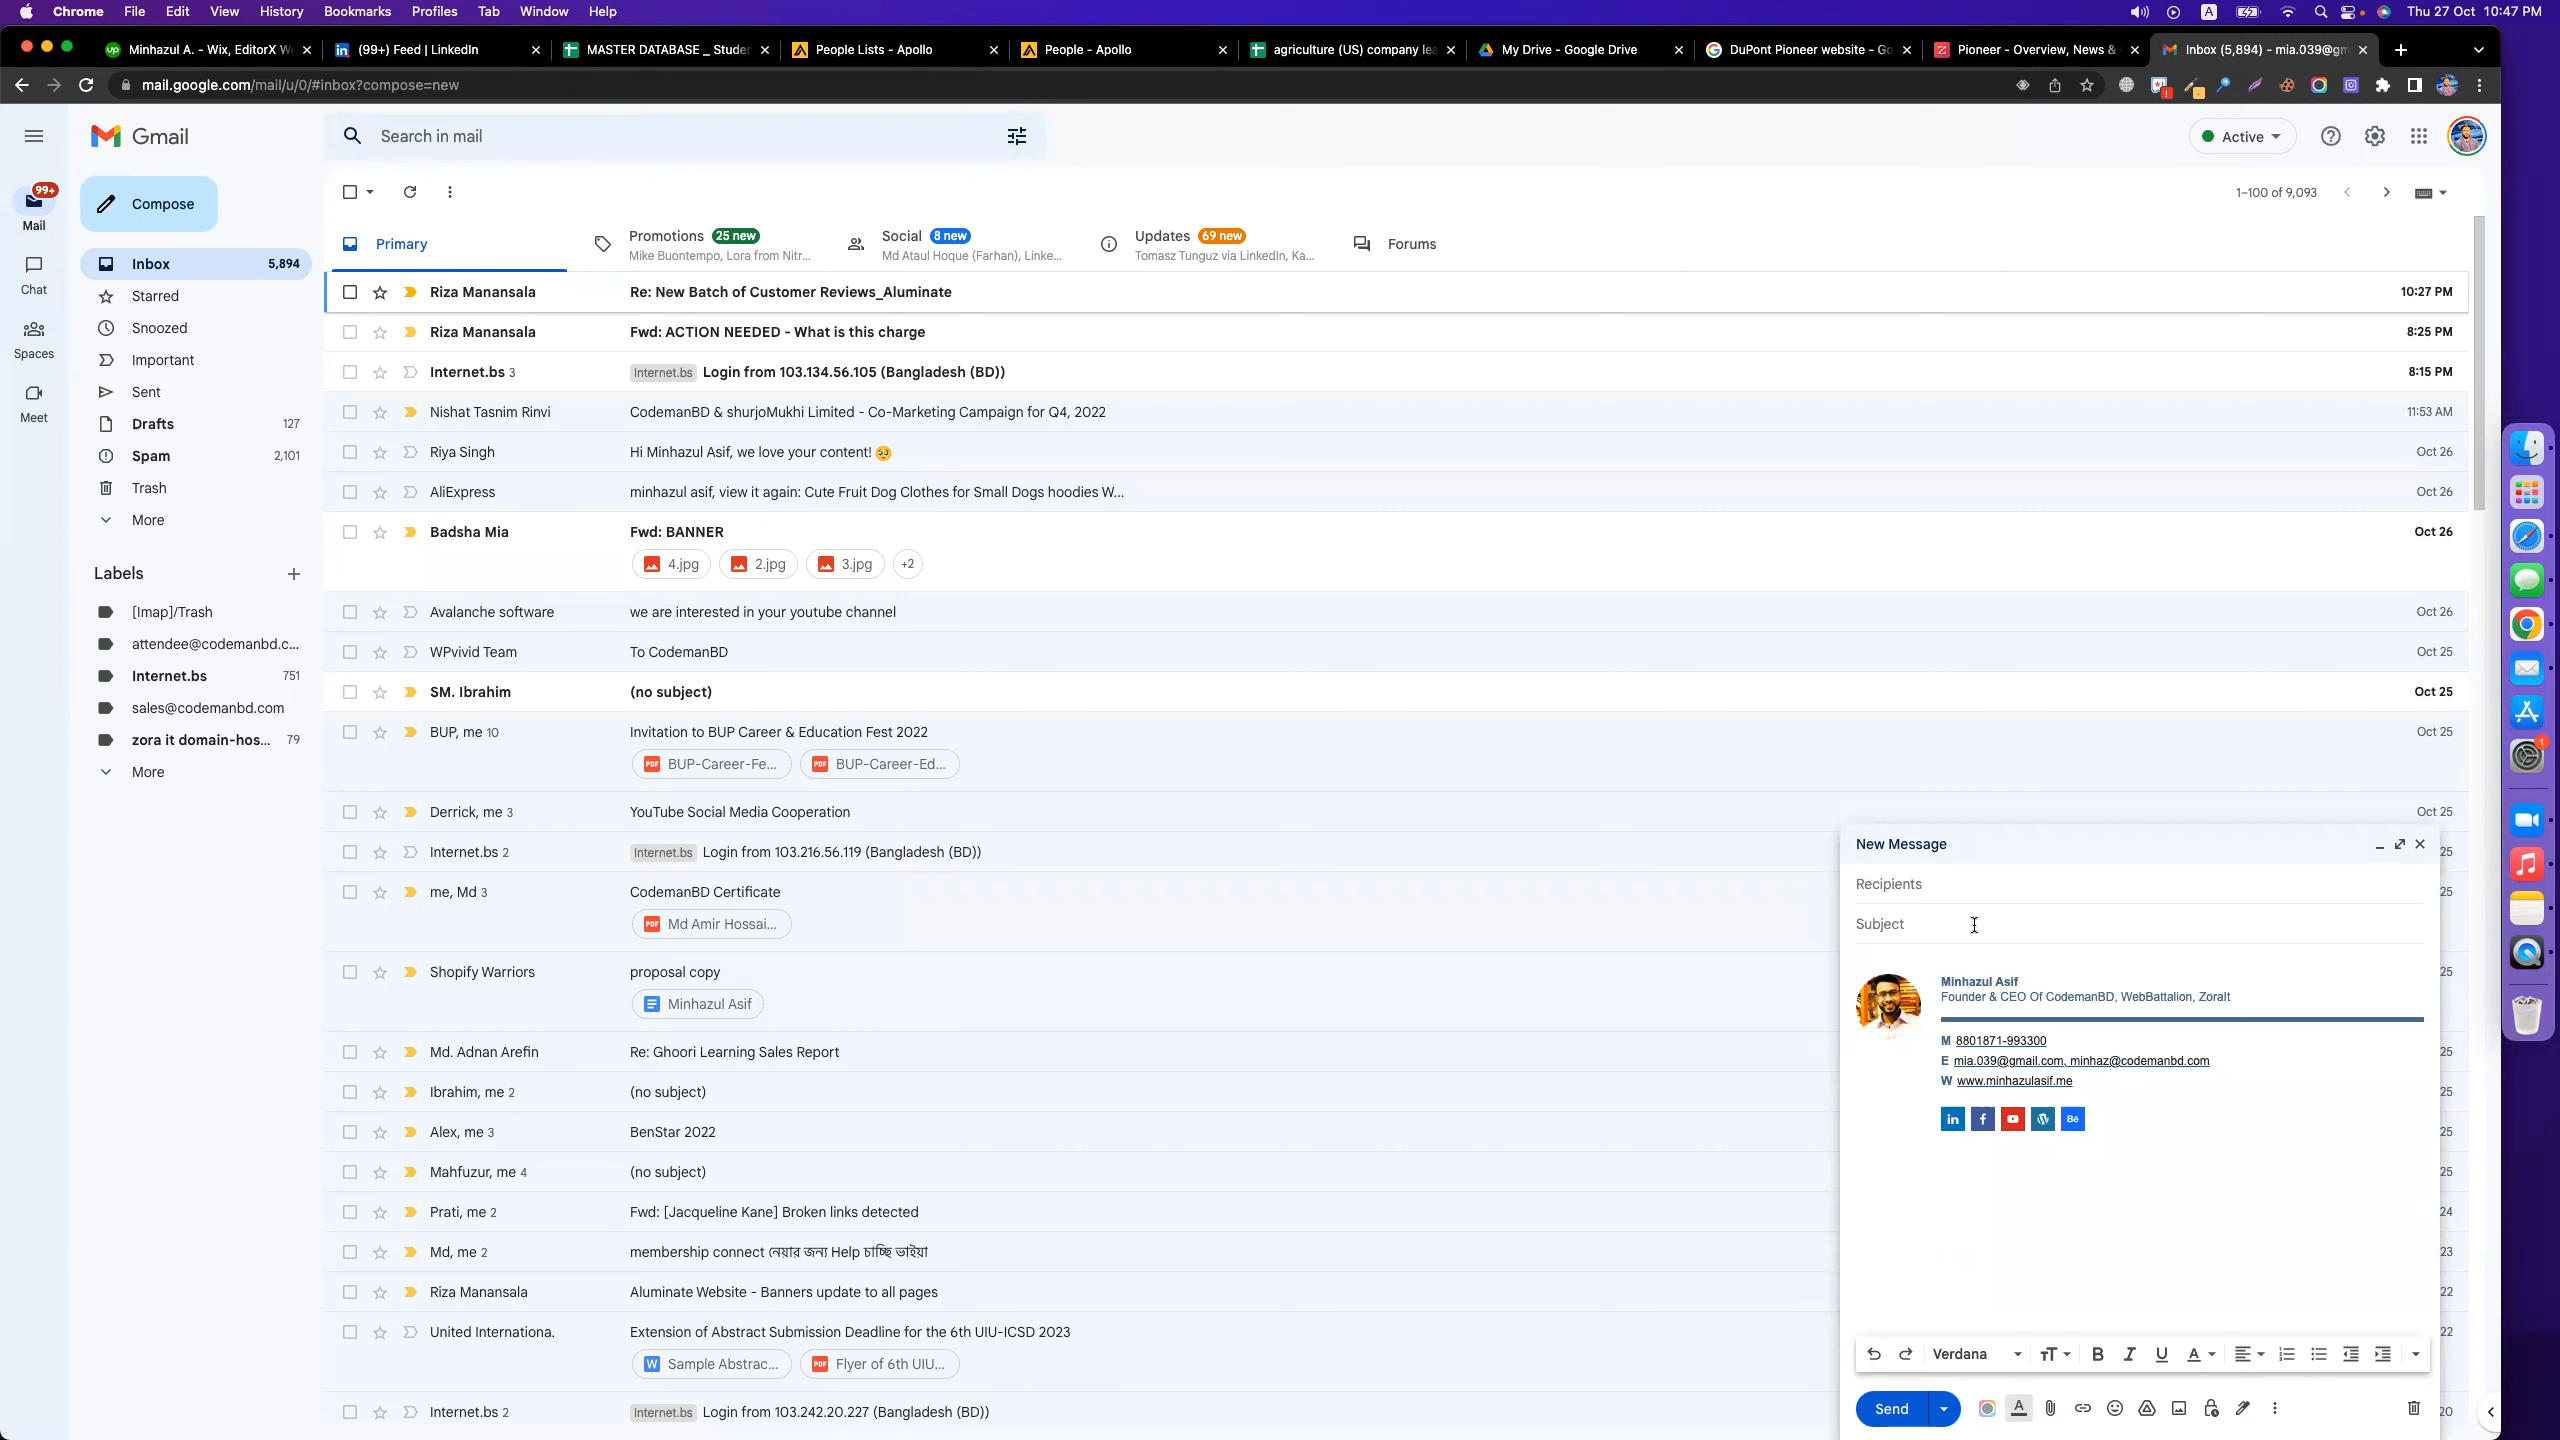 Chrome File Edit View History Bookmarks Profiles Tab Window Help A Thu 27 Oct 10:47 PM
up Minhazul A. - Wix, EditorX W
(99+) Feed | LinkedIn
MASTER DATABASE _ Studer
People Lists - Apollo
People - Apollo
agriculture (US) company lea
My Drive - Google Drive
DuPont Pioneer website - Go
Pioneer - Overview, News &
Inbox (5,894) - mia.039@gm
mail.google.com/mail/u/0/#inbox?compose=new
Gmail
Search in mail
Active
99+
Mail
Chat
Spaces
Meet
Compose
Inbox 5,894
Starred
Snoozed
Important
Sent
Drafts 127
Spam 2,101
Trash
More
Labels
[Imap]/Trash
attendee@codemanbd.c...
Internet.bs 751
sales@codemanbd.com
zora it domain-hos... 79
More
1–100 of 9,093
Primary
Promotions 25 new
Mike Buontempo, Lora from Nitr...
Social 8 new
Md Ataul Hoque (Farhan), Linke...
Updates 69 new
Tomasz Tunguz via LinkedIn, Ka...
Forums
Riza Manansala Re: New Batch of Customer Reviews_Aluminate 10:27 PM
Riza Manansala Fwd: ACTION NEEDED - What is this charge 8:25 PM
Internet.bs 3 Internet.bs Login from 103.134.56.105 (Bangladesh (BD)) 8:15 PM
Nishat Tasnim Rinvi CodemanBD & shurjoMukhi Limited - Co-Marketing Campaign for Q4, 2022 11:53 AM
Riya Singh Hi Minhazul Asif, we love your content! 🥺 Oct 26
AliExpress minhazul asif, view it again: Cute Fruit Dog Clothes for Small Dogs hoodies W... Oct 26
Badsha Mia Fwd: BANNER Oct 26
4.jpg 2.jpg 3.jpg +2
Avalanche software we are interested in your youtube channel Oct 26
WPvivid Team To CodemanBD Oct 25
SM. Ibrahim (no subject) Oct 25
BUP, me 10 Invitation to BUP Career & Education Fest 2022 Oct 25
PDF BUP-Career-Fe... PDF BUP-Career-Ed...
Derrick, me 3 YouTube Social Media Cooperation Oct 25
Internet.bs 2 Internet.bs Login from 103.216.56.119 (Bangladesh (BD)) 25
me, Md 3 CodemanBD Certificate 25
PDF Md Amir Hossai...
Shopify Warriors proposal copy 25
Minhazul Asif
Md. Adnan Arefin Re: Ghoori Learning Sales Report 25
Ibrahim, me 2 (no subject) 25
Alex, me 3 BenStar 2022 25
Mahfuzur, me 4 (no subject) 25
Prati, me 2 Fwd: [Jacqueline Kane] Broken links detected 24
Md, me 2 membership connect নেয়ার জন্য Help চাচ্ছি ভাইয়া 23
Riza Manansala Aluminate Website - Banners update to all pages 22
United Internationa. Extension of Abstract Submission Deadline for the 6th UIU-ICSD 2023 22
W Sample Abstrac... PDF Flyer of 6th UIU...
Internet.bs 2 Internet.bs Login from 103.242.20.227 (Bangladesh (BD)) 20
New Message
Recipients
Subject
Minhazul Asif
Founder & CEO Of CodemanBD, WebBattalion, ZoraIt
M 8801871-993300
E mia.039@gmail.com, minhaz@codemanbd.com
W www.minhazulasif.me
in f Bē
Verdana
Send